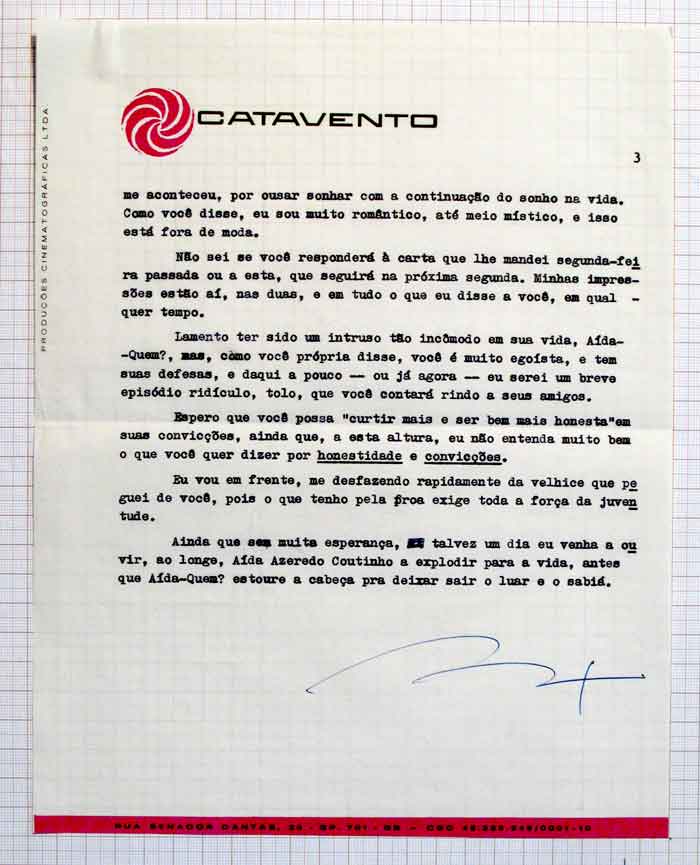 CATAVENTO
PRODUÇÕES CINEMATOGRÁFICAS LTDA
3
me aconteceu, por ousar sonhar com a continuação do sonho na vida.
Como você disse, eu sou muito romântico, até meio místico, e isso
está fora de moda.
Não sei se você responderá à carta que lhe mandei segunda-fei
ra passada ou a esta, que seguirá na próxima segunda. Minhas impres-
sões estão aí, nas duas, e em tudo o que eu disse a você, em qual -
quer tempo.
Lamento ter sido um intruso tão incômodo em sua vida, Aída-
-Quem?, mas, como você própria disse, você é muito egoísta, e tem
suas defesas, e daqui a pouco — ou já agora — eu serei um breve
episódio ridículo, tolo, que você contará rindo a seus amigos.
Espero que você possa "curtir mais e ser bem mais honesta"em
suas convicções, ainda que, a esta altura, eu não entenda muito bem
o que você quer dizer por honestidade e convicções.
Eu vou em frente, me desfazendo rapidamente da velhice que pe
guei de você, pois o que tenho pela proa exige toda a força da juven
tude.
Ainda que sem muita esperança, talvez um dia eu venha a ou
vir, ao longe, Aída Azeredo Coutinho a explodir para a vida, antes
que Aída-Quem? estoure a cabeça pra deixar sair o luar e o sabiá.
RUA SENADOR DANTAS,